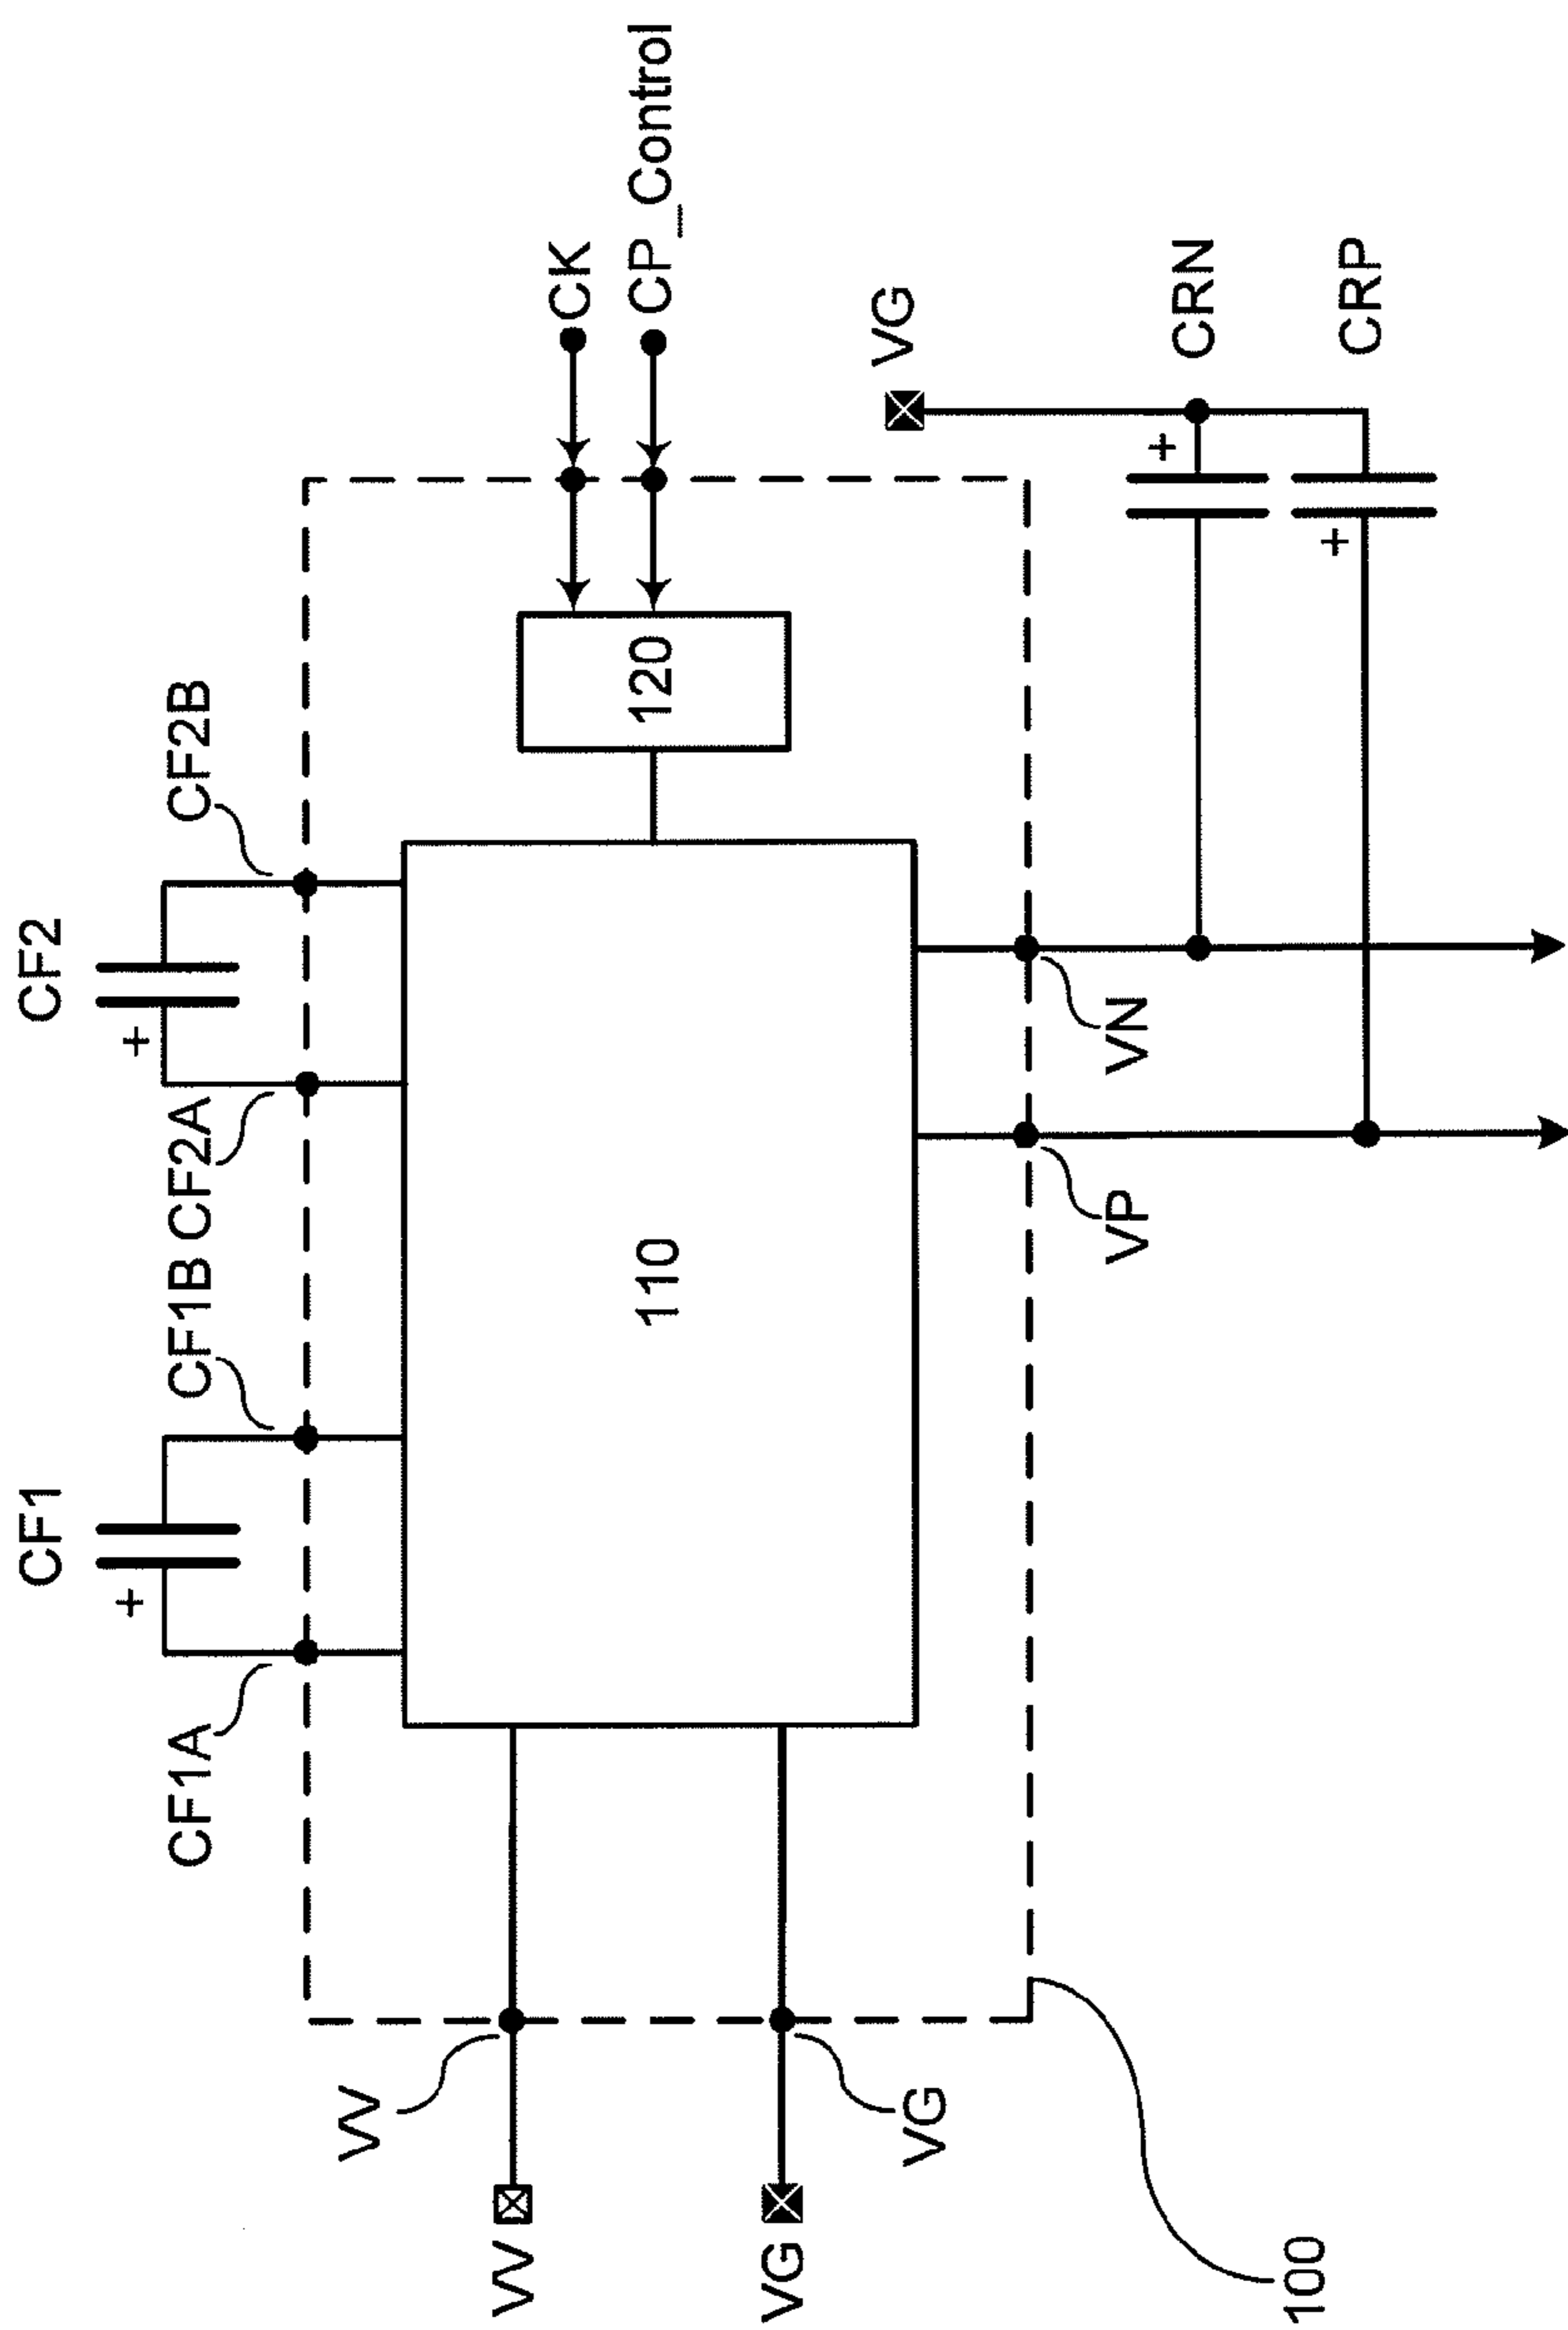 CF1
CF2
CF1A
CF1B
CF2A
CF2B
+
+
VV
VV
CK
CP_Control
110
120
VG
VG
VG
VP
VN
+
CRN
+
CRP
100